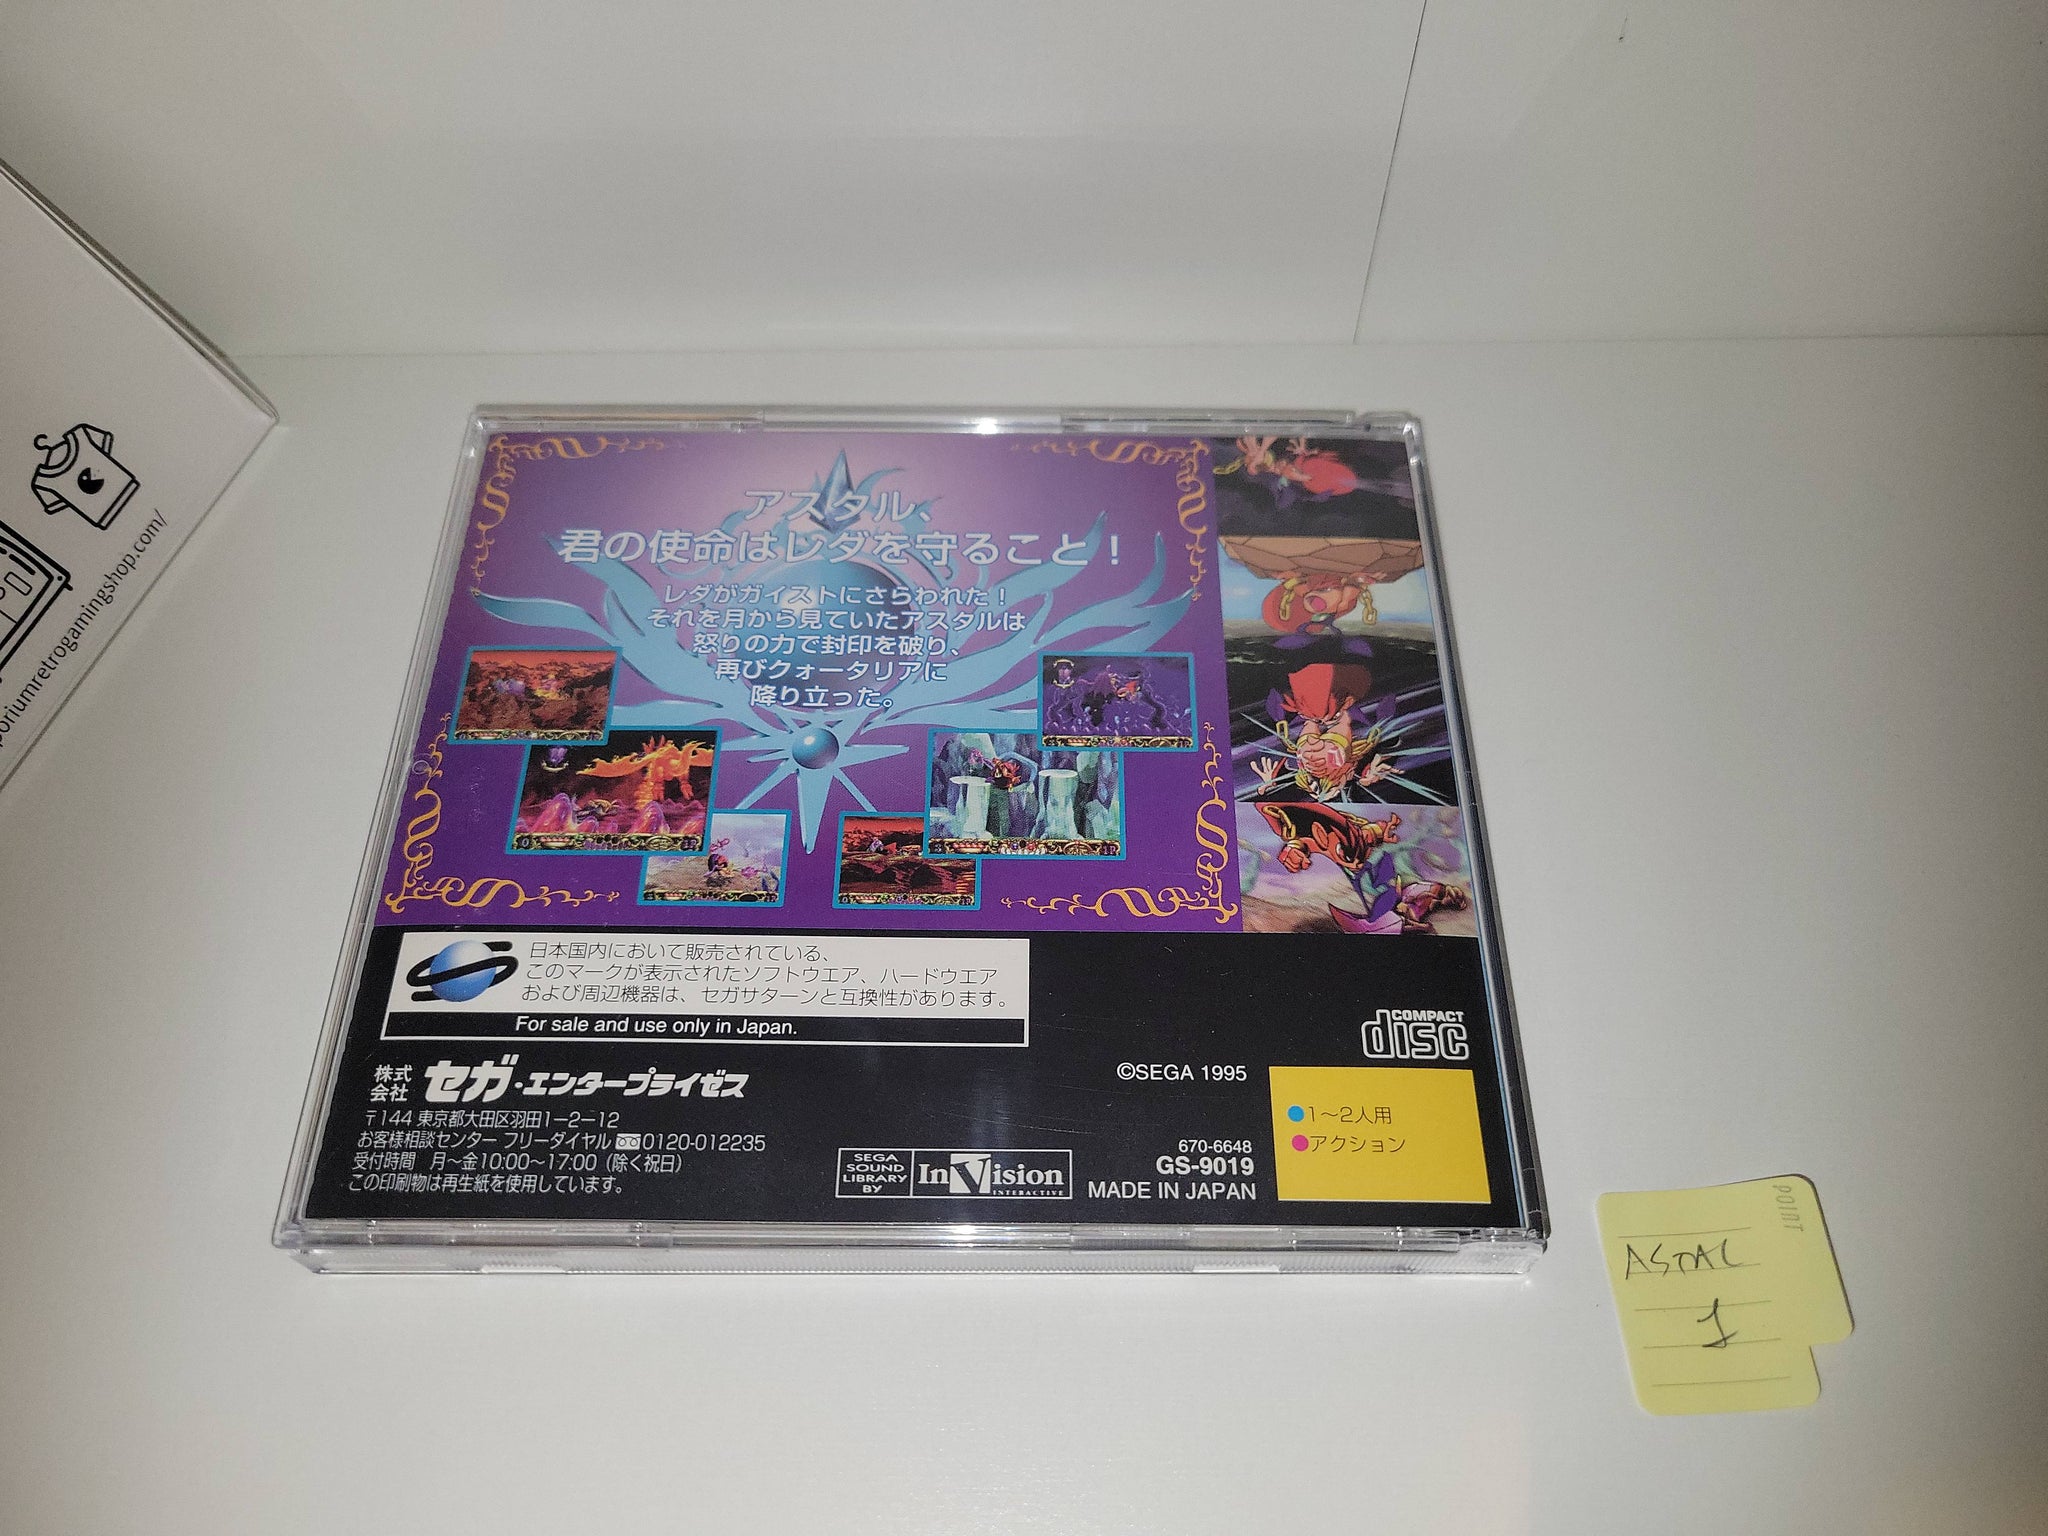 アスタル、
君の使命はレダを守ること！
レダがガイストにさらわれた！
それを月から見ていたアスタルは
怒りの力で封印を破り、
再びクォータリアに
降り立った。
日本国内において販売されている、
このマークが表示されたソフトウエア、ハードウエア
および周辺機器は、セガサターンと互換性があります。
For sale and use only in Japan.
株式会社 セガ・エンタープライゼス
〒144 東京都大田区羽田1-2-12
お客様相談センター フリーダイヤル 0120-012235
受付時間 月～金10:00～17:00（除く祝日）
この印刷物は再生紙を使用しています。
SEGA
SOUND
LIBRARY
BY
InVision
INTERACTIVE
©SEGA 1995
670-6648
GS-9019
MADE IN JAPAN
COMPACT
disc
●1～2人用
●アクション
POINT
ASTAL
1
poriumretrogamingshop.com/